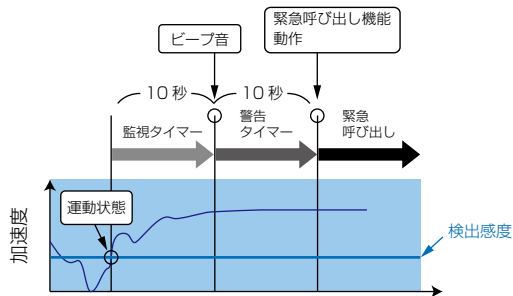 緊急呼び出し機能
動作
ビープ音
10秒
10秒
監視タイマー
警告
タイマー
緊急
呼び出し
運動状態
加速度
検出感度